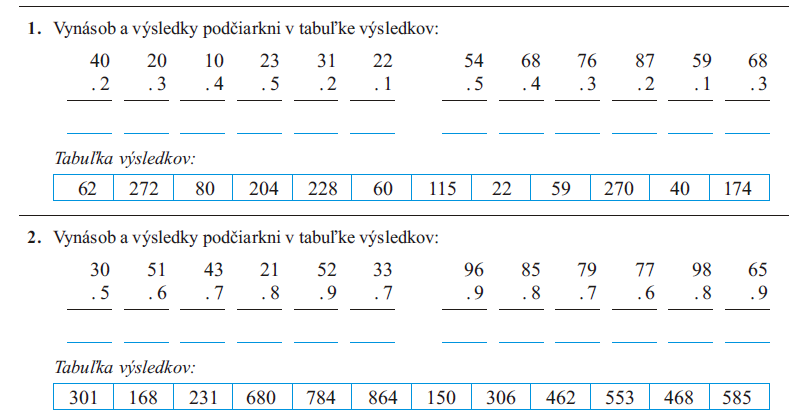 1. Vynásob a výsledky podčiarkni v tabuľke výsledkov:
40 20 10 23 31 22 54 68 76 87 59 68
. 2 . 3 . 4 . 5 . 2 . 1 . 5 . 4 . 3 . 2 . 1 . 3
Tabuľka výsledkov:
62 272 80 204 228 60 115 22 59 270 40 174
2. Vynásob a výsledky podčiarkni v tabuľke výsledkov:
30 51 43 21 52 33 96 85 79 77 98 65
. 5 . 6 . 7 . 8 . 9 . 7 . 9 . 8 . 7 . 6 . 8 . 9
Tabuľka výsledkov:
301 168 231 680 784 864 150 306 462 553 468 585